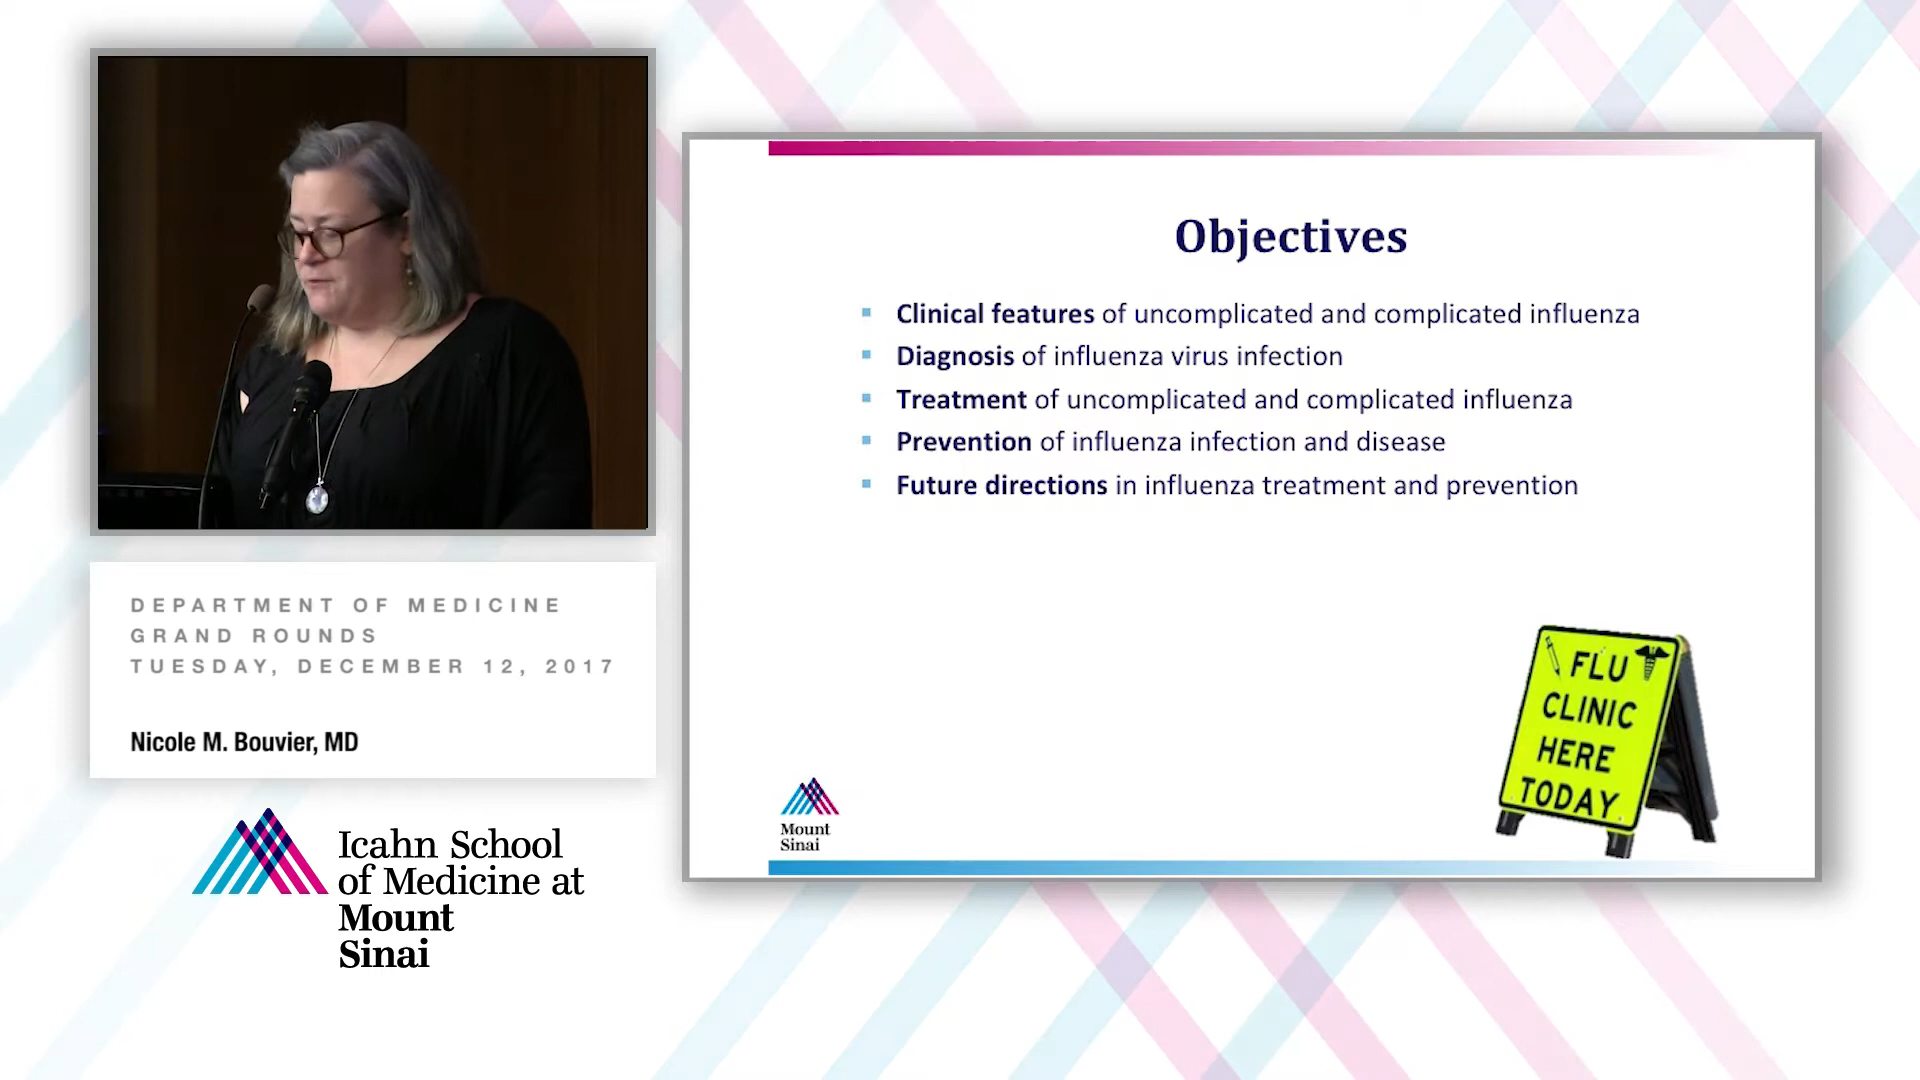 DEPARTMENT OF MEDICINE
GRAND ROUNDS
TUESDAY, DECEMBER 12, 2017
Nicole M. Bouvier, MD
Icahn School
of Medicine at
Mount
Sinai
Objectives
Clinical features of uncomplicated and complicated influenza
Diagnosis of influenza virus infection
Treatment of uncomplicated and complicated influenza
Prevention of influenza infection and disease
Future directions in influenza treatment and prevention
FLU
CLINIC
HERE
TODAY
Mount
Sinai